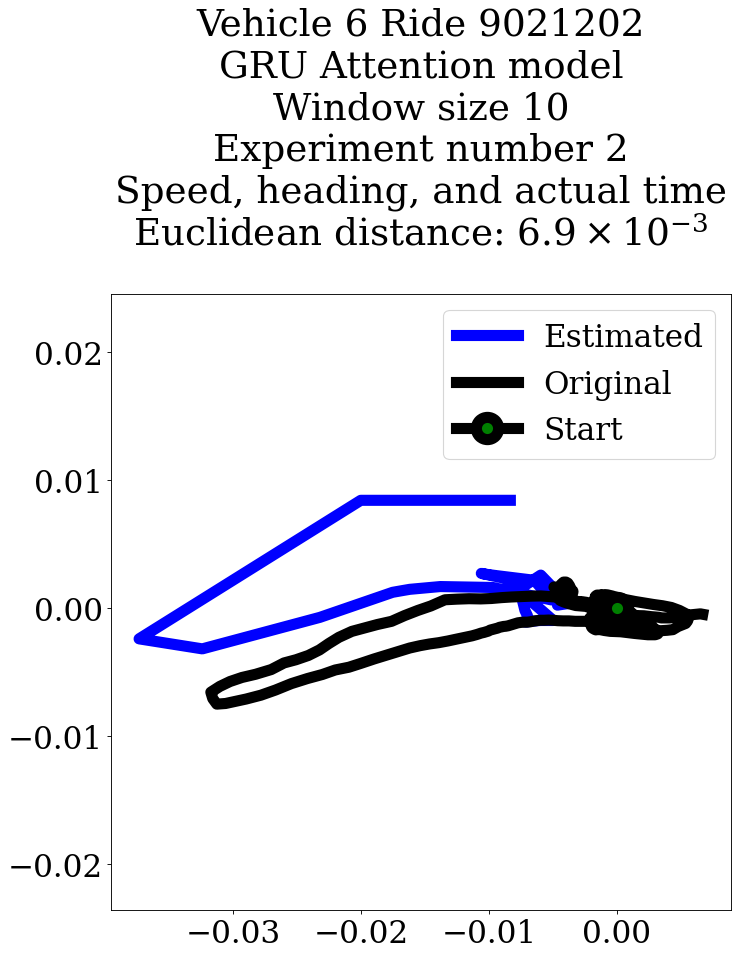 Vehicle 6 Ride 9021202
GRU Attention model
Window size 10
Experiment number 2
Speed, heading, and actual time
Euclidean distance: 6.9 × 10⁻³
Estimated
Original
Start
0.02
0.01
0.00
−0.01
−0.02
−0.03 −0.02 −0.01 0.00